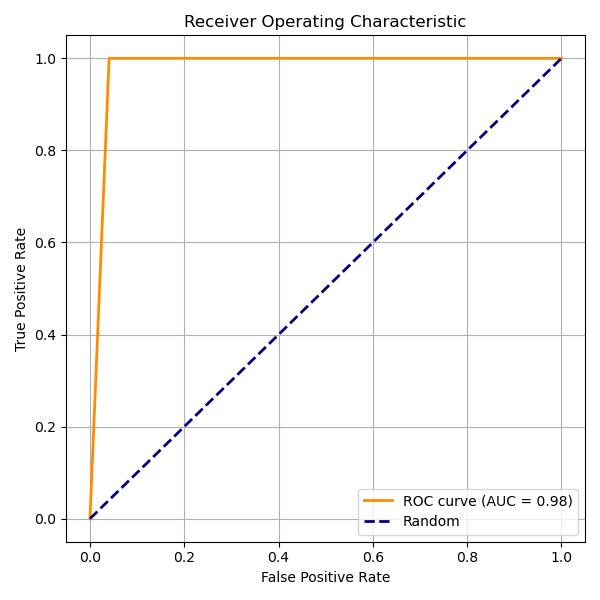 Receiver Operating Characteristic
True Positive Rate
1.0
0.8
0.6
0.4
0.2
0.0
0.0 0.2 0.4 0.6 0.8 1.0
False Positive Rate
ROC curve (AUC = 0.98)
Random